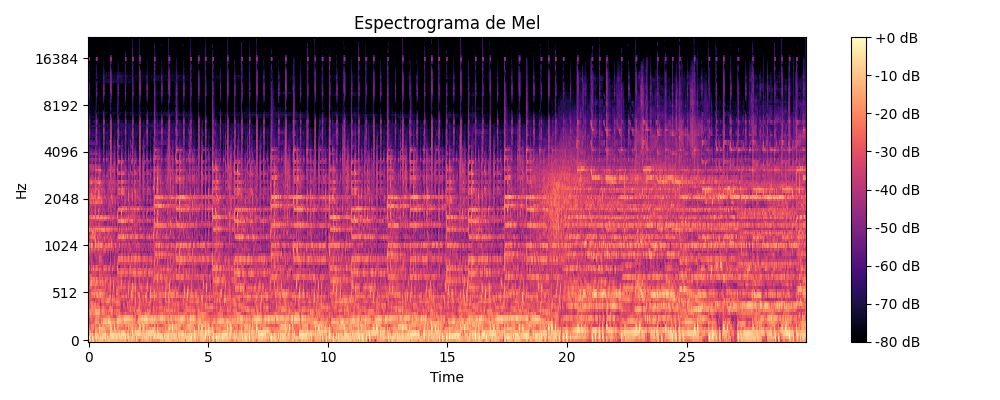 Espectrograma de Mel
16384
8192
4096
2048
1024
512
0
Hz
0 5 10 15 20 25
Time
+0 dB
-10 dB
-20 dB
-30 dB
-40 dB
-50 dB
-60 dB
-70 dB
-80 dB